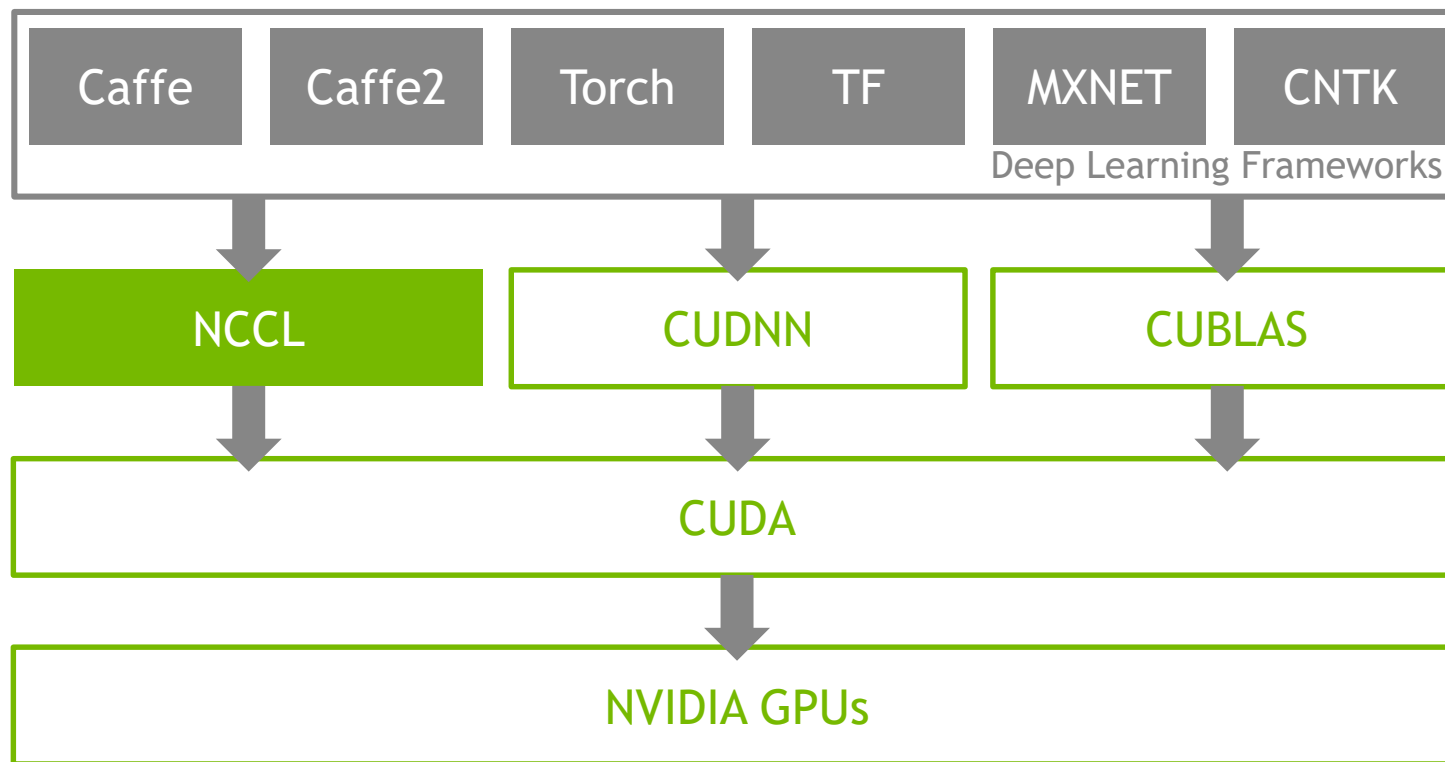 Caffe Caffe2 Torch TF MXNET CNTK
Deep Learning Frameworks
NCCL CUDNN CUBLAS
CUDA
NVIDIA GPUs